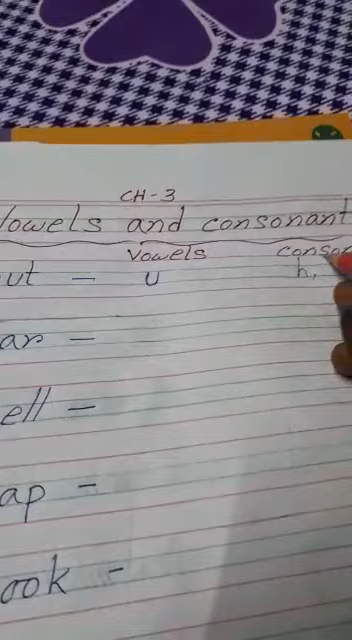 CH-3
Vowels and consonant
Vowels conso
ut - u h,
ar -
ell -
ap -
ook -